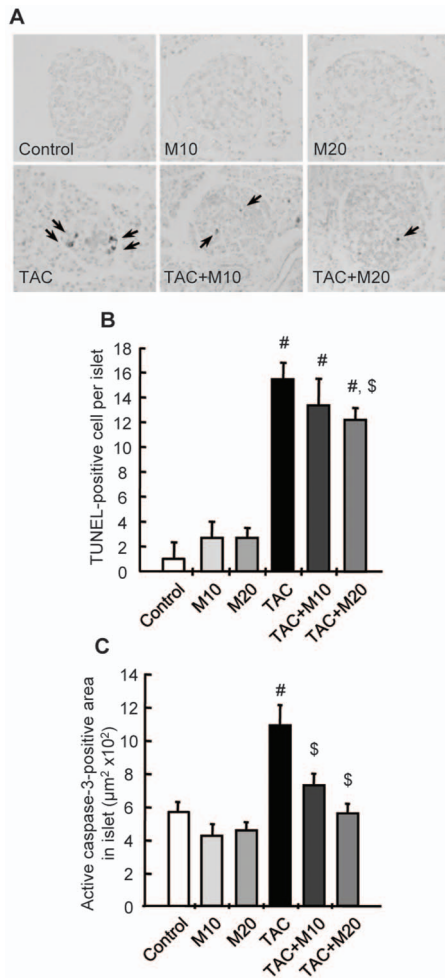 A
Control
M10
M20
TAC
TAC+M10
TAC+M20
B
TUNEL-positive cell per islet
18
16
14
12
10
8
6
4
2
0
#
#
#, $
Control
M10
M20
TAC
TAC+M10
TAC+M20
C
Active caspase-3-positive area
in islet (µm² x10²)
14
12
10
8
6
4
2
0
#
$
$
Control
M10
M20
TAC
TAC+M10
TAC+M20